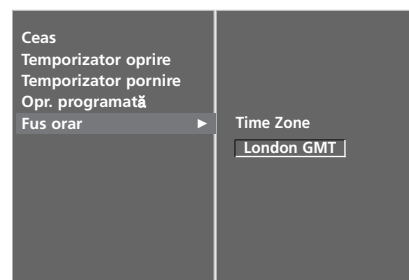 Ceas
Temporizator oprire
Temporizator pornire
Opr. programată
Fus orar ►
Time Zone
London GMT